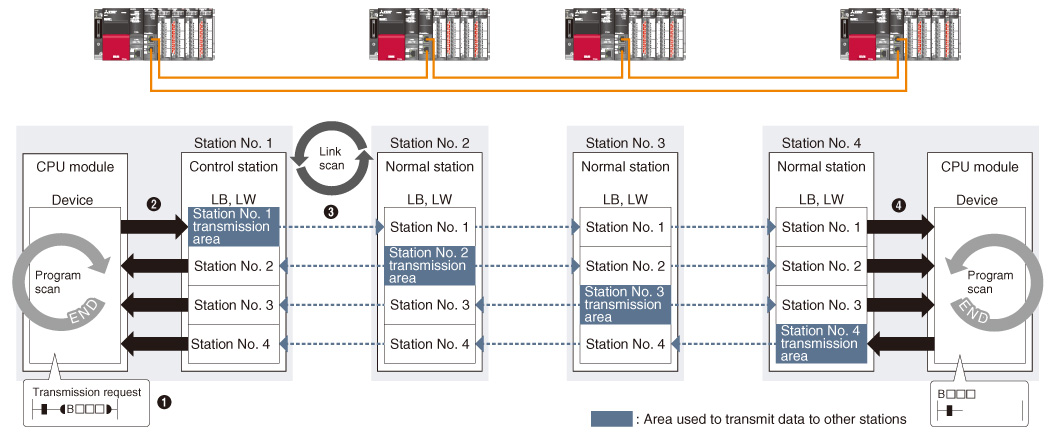 Station No. 1
Station No. 2
Station No. 3
Station No. 4
Link
scan
CPU module
Control station
Normal station
Normal station
Normal station
CPU module
Device
LB, LW
LB, LW
LB, LW
LB, LW
Device
❷
❸
❹
Station No. 1
transmission
area
Station No. 1
Station No. 1
Station No. 1
Station No. 2
Station No. 2
transmission
area
Station No. 2
Station No. 2
Program
scan
END
Program
scan
END
Station No. 3
Station No. 3
Station No. 3
transmission
area
Station No. 3
Station No. 4
Station No. 4
Station No. 4
Station No. 4
transmission
area
Transmission request
B□□□
❶
B□□□
: Area used to transmit data to other stations